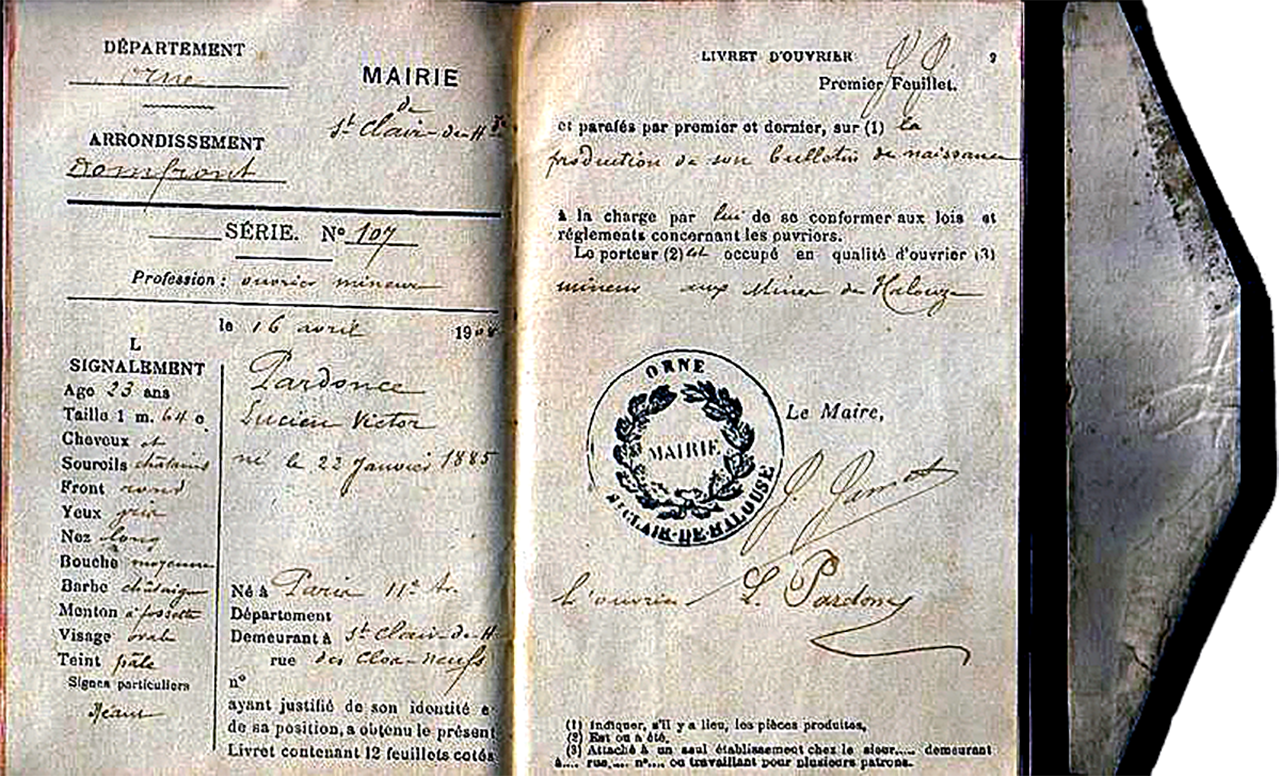 DÉPARTEMENT
Orne
ARRONDISSEMENT
Domfront
MAIRIE
de
St Clair-de-H
SÉRIE. No 107
Profession : ouvrier mineur
le 16 avril 1908
SIGNALEMENT
Age 23 ans
Taille 1 m. 64 c.
Cheveux et
Sourcils châtains
Front rond
Yeux gris
Nez long
Bouche moyenne
Barbe châtaigne
Menton à fossette
Visage ovale
Teint pâle
Signes particuliers
Néant
Pardonce
Lucien Victor
né le 22 Janvier 1885
Né à Paris 11e Ar.
Département
Demeurant à St Clair-de-H
rue des Clos-Neufs
no
ayant justifié de son identité e
de sa position, a obtenu le présent
Livret contenant 12 feuillets cotés
LIVRET D'OUVRIER
Premier Feuillet.
et parafés par premier et dernier, sur (1) la
production de son bulletin de naissance
à la charge par lui de se conformer aux lois et
réglements concernant les ouvriers.
Le porteur (2) est occupé en qualité d'ouvrier (3)
mineur aux Mines de Halouze
ORNE
MAIRIE
ST CLAIR-DE-HALOUSE
Le Maire,
L'ouvrier L. Pardonce
(1) Indiquer, s'il y a lieu, les pièces produites,
(2) Est ou a été.
(3) Attaché à un seul établissement chez le sieur..... demeurant
à.... rue.... no.... ou travaillant pour plusieurs patrons.